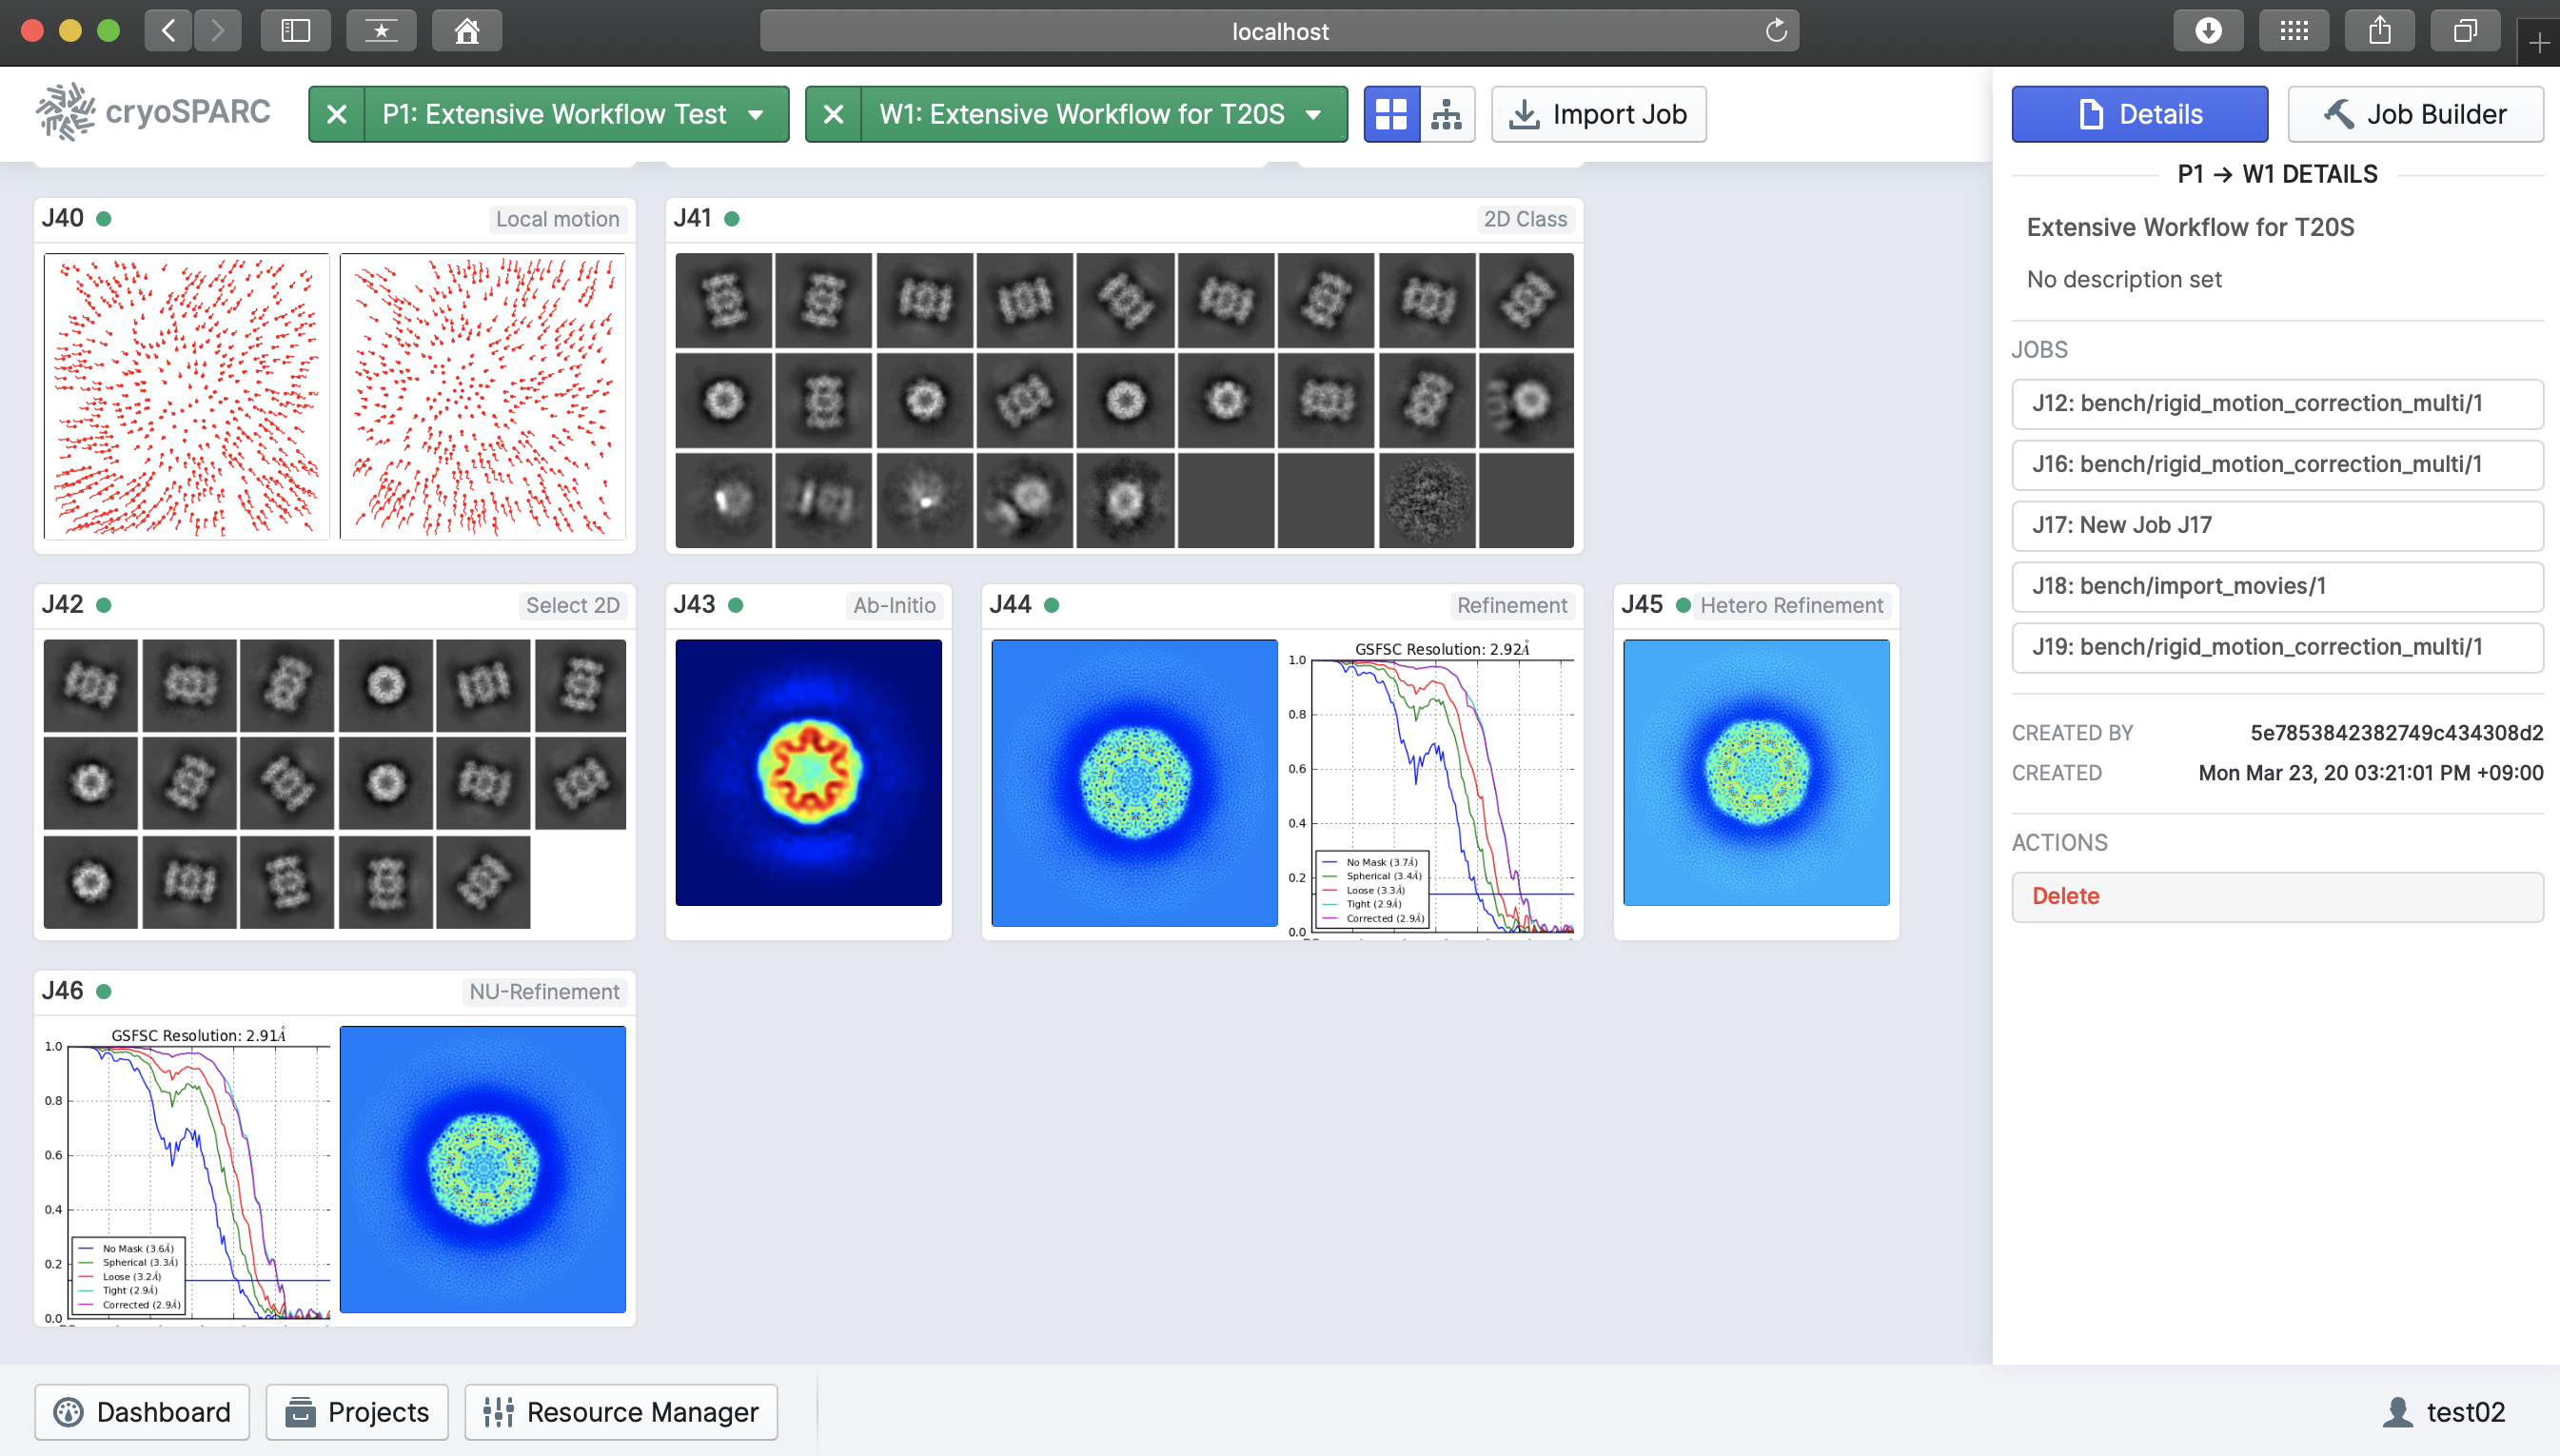 localhost
cryoSPARC
P1: Extensive Workflow Test
W1: Extensive Workflow for T20S
Import Job
Details
Job Builder
P1 → W1 DETAILS
Extensive Workflow for T20S
No description set
JOBS
J12: bench/rigid_motion_correction_multi/1
J16: bench/rigid_motion_correction_multi/1
J17: New Job J17
J18: bench/import_movies/1
J19: bench/rigid_motion_correction_multi/1
CREATED BY 5e7853842382749c434308d2
CREATED Mon Mar 23, 20 03:21:01 PM +09:00
ACTIONS
Delete
J40 Local motion
J41 2D Class
J42 Select 2D
J43 Ab-Initio
J44 Refinement
GSFSC Resolution: 2.92Å
1.0
0.8
0.6
0.4
0.2
0.0
No Mask (3.7Å)
Spherical (3.4Å)
Loose (3.3Å)
Tight (2.9Å)
Corrected (2.9Å)
J45 Hetero Refinement
J46 NU-Refinement
GSFSC Resolution: 2.91Å
1.0
0.8
0.6
0.4
0.2
0.0
No Mask (3.6Å)
Spherical (3.3Å)
Loose (3.2Å)
Tight (2.9Å)
Corrected (2.9Å)
Dashboard
Projects
Resource Manager
test02